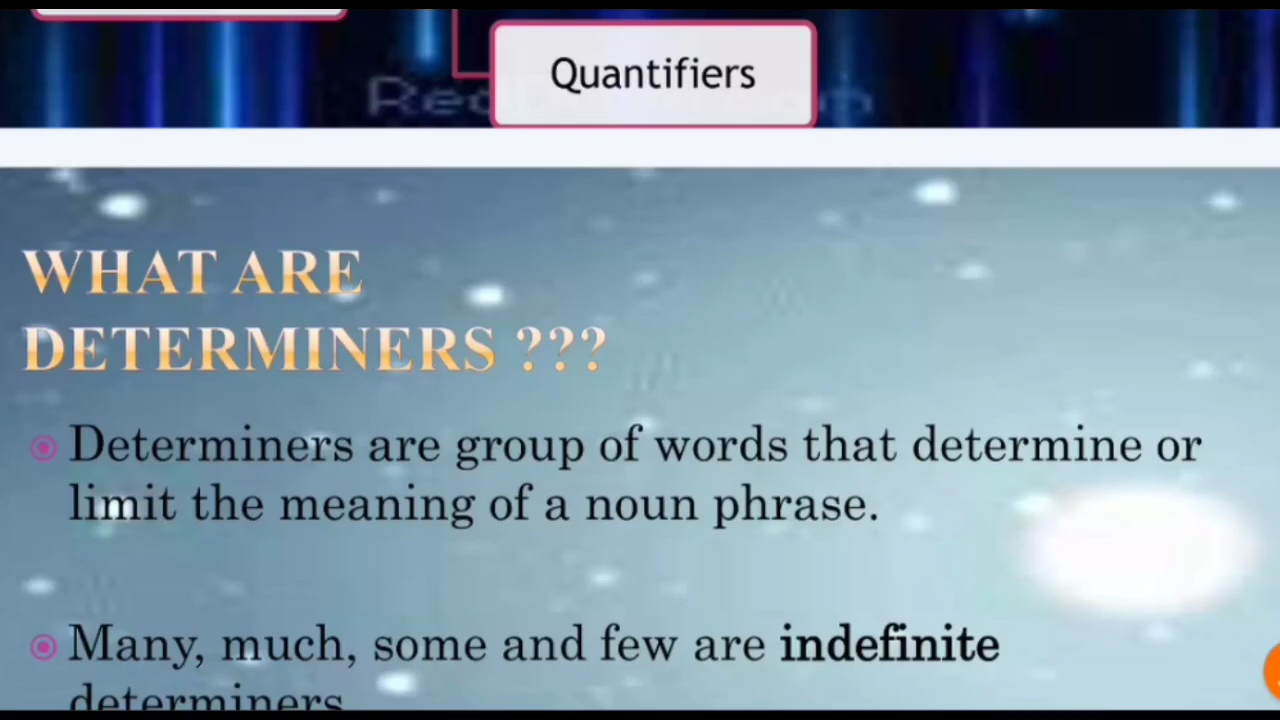 Quantifiers
WHAT ARE
DETERMINERS ???
Determiners are group of words that determine or
limit the meaning of a noun phrase.
Many, much, some and few are indefinite
determiners